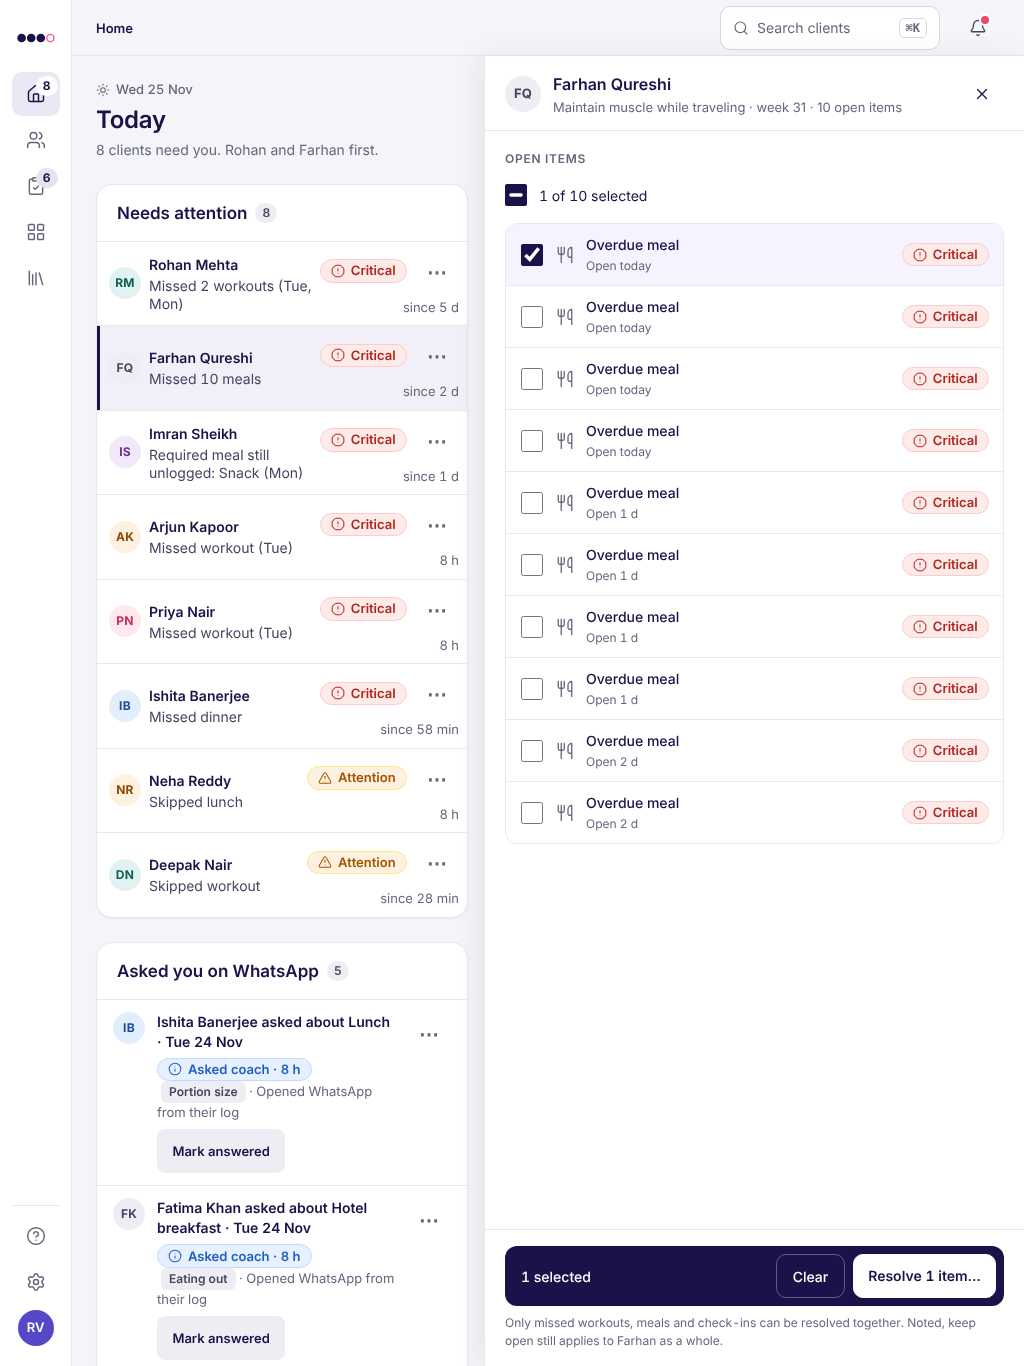 Home
Search clients
⌘K
8
6
RV
Wed 25 Nov
Today
8 clients need you. Rohan and Farhan first.
Needs attention 8
RM
Rohan Mehta
Missed 2 workouts (Tue,
Mon)
Critical
since 5 d
FQ
Farhan Qureshi
Missed 10 meals
Critical
since 2 d
IS
Imran Sheikh
Required meal still
unlogged: Snack (Mon)
Critical
since 1 d
AK
Arjun Kapoor
Missed workout (Tue)
Critical
8 h
PN
Priya Nair
Missed workout (Tue)
Critical
8 h
IB
Ishita Banerjee
Missed dinner
Critical
since 58 min
NR
Neha Reddy
Skipped lunch
Attention
8 h
DN
Deepak Nair
Skipped workout
Attention
since 28 min
Asked you on WhatsApp 5
IB
Ishita Banerjee asked about Lunch
· Tue 24 Nov
Asked coach · 8 h
Portion size · Opened WhatsApp
from their log
Mark answered
FK
Fatima Khan asked about Hotel
breakfast · Tue 24 Nov
Asked coach · 8 h
Eating out · Opened WhatsApp from
their log
Mark answered
FQ
Farhan Qureshi
Maintain muscle while traveling · week 31 · 10 open items
OPEN ITEMS
1 of 10 selected
Overdue meal
Open today
Critical
Overdue meal
Open today
Critical
Overdue meal
Open today
Critical
Overdue meal
Open today
Critical
Overdue meal
Open 1 d
Critical
Overdue meal
Open 1 d
Critical
Overdue meal
Open 1 d
Critical
Overdue meal
Open 1 d
Critical
Overdue meal
Open 2 d
Critical
Overdue meal
Open 2 d
Critical
1 selected
Clear
Resolve 1 item...
Only missed workouts, meals and check-ins can be resolved together. Noted, keep
open still applies to Farhan as a whole.